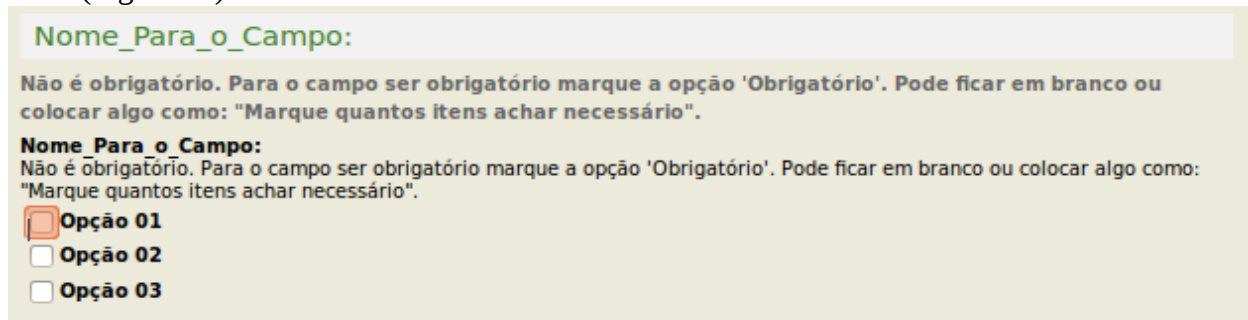 Nome_Para_o_Campo:
Não é obrigatório. Para o campo ser obrigatório marque a opção 'Obrigatório'. Pode ficar em branco ou
colocar algo como: "Marque quantos itens achar necessário".
Nome_Para_o_Campo:
Não é obrigatório. Para o campo ser obrigatório marque a opção 'Obrigatório'. Pode ficar em branco ou colocar algo como:
"Marque quantos itens achar necessário".
Opção 01
Opção 02
Opção 03